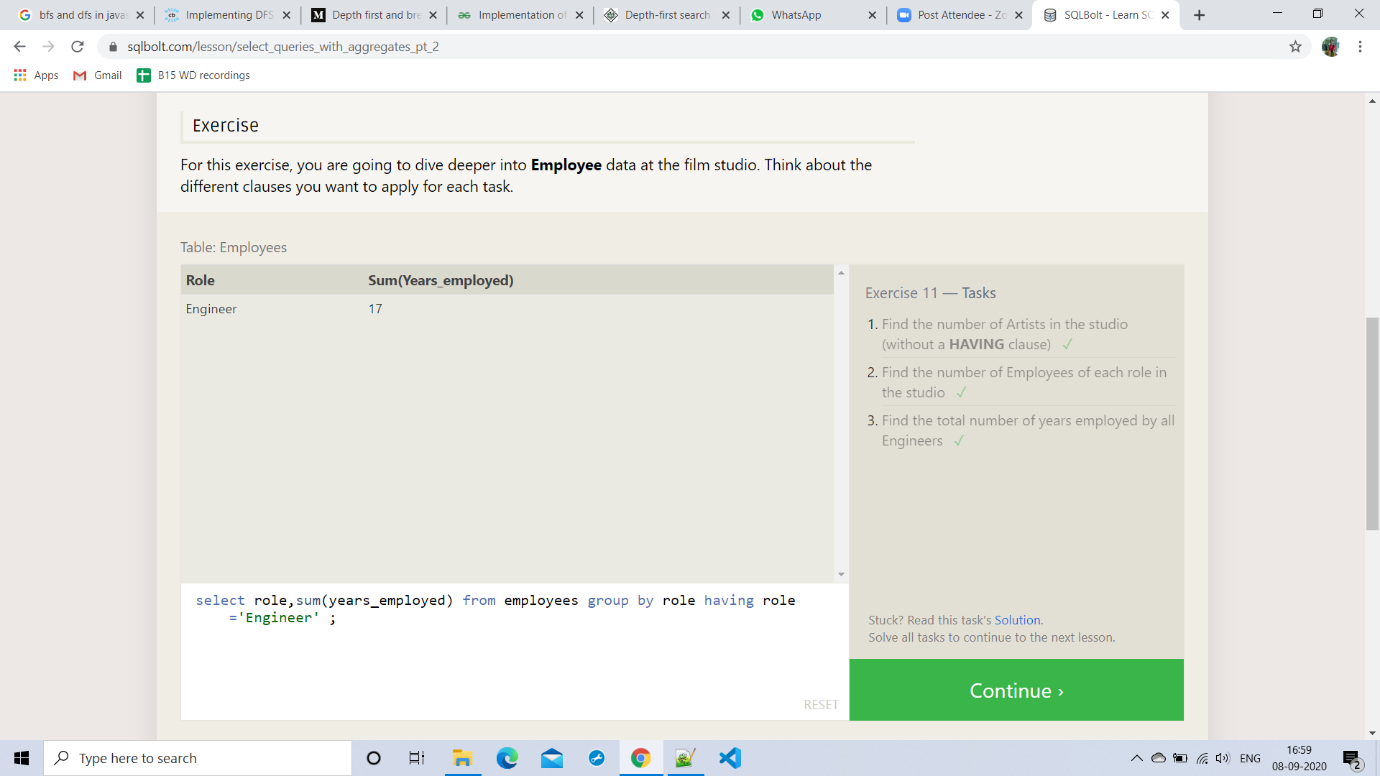 bfs and dfs in javas
Implementing DFS
Depth first and bre
Implementation of
Depth-first search
WhatsApp
Post Attendee - Zo
SQLBolt - Learn SQ
sqlbolt.com/lesson/select_queries_with_aggregates_pt_2
Apps
Gmail
B15 WD recordings
Exercise
For this exercise, you are going to dive deeper into Employee data at the film studio. Think about the
different clauses you want to apply for each task.
Table: Employees
Role Sum(Years_employed)
Engineer 17
Exercise 11 — Tasks
1. Find the number of Artists in the studio
(without a HAVING clause) ✓
2. Find the number of Employees of each role in
the studio ✓
3. Find the total number of years employed by all
Engineers ✓
select role,sum(years_employed) from employees group by role having role
='Engineer' ;
RESET
Stuck? Read this task's Solution.
Solve all tasks to continue to the next lesson.
Continue ›
Type here to search
ENG
16:59
08-09-2020
2